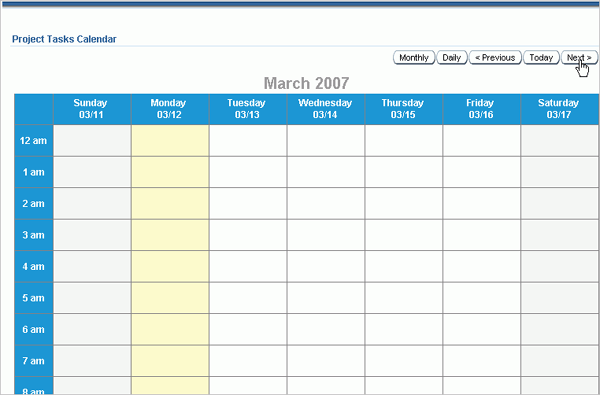 Project Tasks Calendar
Monthly Daily < Previous Today Next >
March 2007
Sunday Monday Tuesday Wednesday Thursday Friday Saturday
03/11 03/12 03/13 03/14 03/15 03/16 03/17
12 am
1 am
2 am
3 am
4 am
5 am
6 am
7 am
8 am